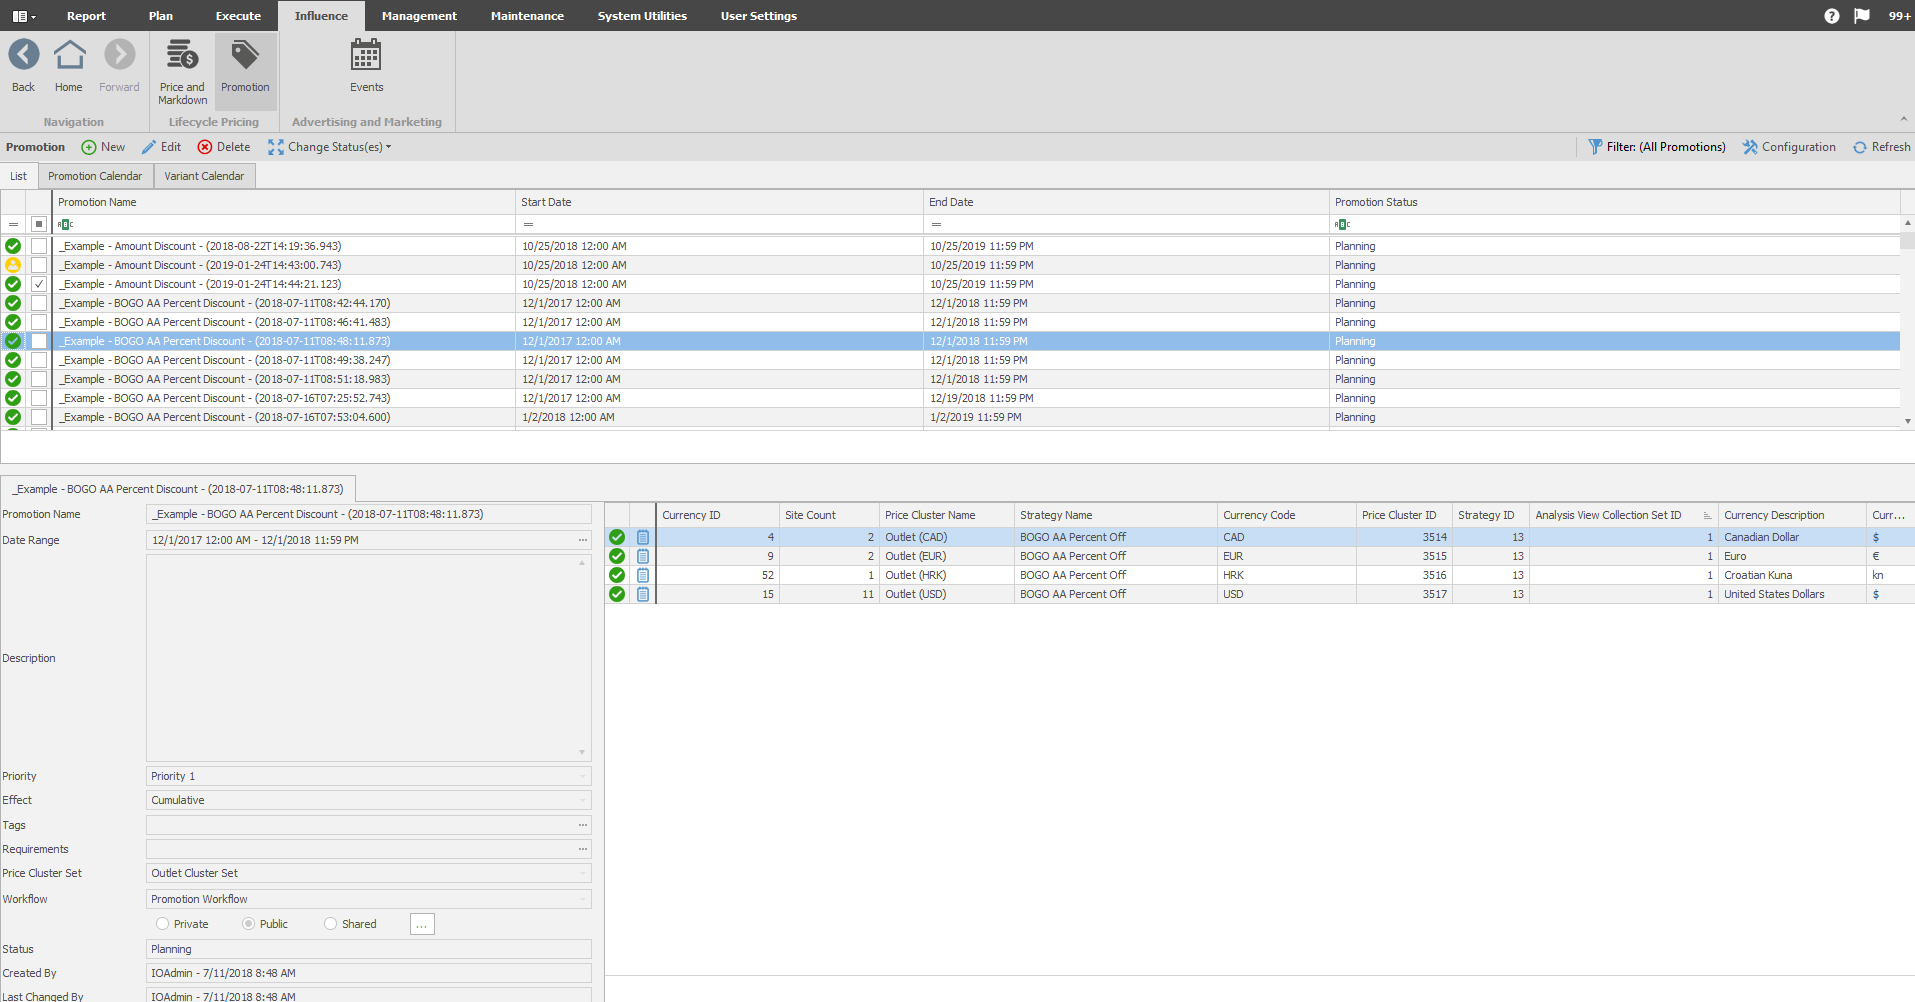 Report Plan Execute Influence Management Maintenance System Utilities User Settings ? 99+
Back Home Forward Price and Markdown Promotion Events
Navigation Lifecycle Pricing Advertising and Marketing
Promotion New Edit Delete Change Status(es) Filter: (All Promotions) Configuration Refresh
List Promotion Calendar Variant Calendar
Promotion Name Start Date End Date Promotion Status
= ABC = = ABC
_Example - Amount Discount - (2018-08-22T14:19:36.943) 10/25/2018 12:00 AM 10/25/2019 11:59 PM Planning
_Example - Amount Discount - (2019-01-24T14:43:00.743) 10/25/2018 12:00 AM 10/25/2019 11:59 PM Planning
_Example - Amount Discount - (2019-01-24T14:44:21.123) 10/25/2018 12:00 AM 10/25/2019 11:59 PM Planning
_Example - BOGO AA Percent Discount - (2018-07-11T08:42:44.170) 12/1/2017 12:00 AM 12/1/2018 11:59 PM Planning
_Example - BOGO AA Percent Discount - (2018-07-11T08:46:41.483) 12/1/2017 12:00 AM 12/1/2018 11:59 PM Planning
_Example - BOGO AA Percent Discount - (2018-07-11T08:48:11.873) 12/1/2017 12:00 AM 12/1/2018 11:59 PM Planning
_Example - BOGO AA Percent Discount - (2018-07-11T08:49:38.247) 12/1/2017 12:00 AM 12/1/2018 11:59 PM Planning
_Example - BOGO AA Percent Discount - (2018-07-11T08:51:18.983) 12/1/2017 12:00 AM 12/1/2018 11:59 PM Planning
_Example - BOGO AA Percent Discount - (2018-07-16T07:25:52.743) 12/1/2017 12:00 AM 12/19/2018 11:59 PM Planning
_Example - BOGO AA Percent Discount - (2018-07-16T07:53:04.600) 1/2/2018 12:00 AM 1/2/2019 11:59 PM Planning
_Example - BOGO AA Percent Discount - (2018-07-11T08:48:11.873)
Promotion Name _Example - BOGO AA Percent Discount - (2018-07-11T08:48:11.873)
Date Range 12/1/2017 12:00 AM - 12/1/2018 11:59 PM ...
Description
Priority Priority 1
Effect Cumulative
Tags ...
Requirements ...
Price Cluster Set Outlet Cluster Set
Workflow Promotion Workflow
Private Public Shared ...
Status Planning
Created By IOAdmin - 7/11/2018 8:48 AM
Last Changed By IOAdmin - 7/11/2018 8:48 AM
Currency ID Site Count Price Cluster Name Strategy Name Currency Code Price Cluster ID Strategy ID Analysis View Collection Set ID Currency Description Curr...
4 2 Outlet (CAD) BOGO AA Percent Off CAD 3514 13 1 Canadian Dollar $
9 2 Outlet (EUR) BOGO AA Percent Off EUR 3515 13 1 Euro €
52 1 Outlet (HRK) BOGO AA Percent Off HRK 3516 13 1 Croatian Kuna kn
15 11 Outlet (USD) BOGO AA Percent Off USD 3517 13 1 United States Dollars $